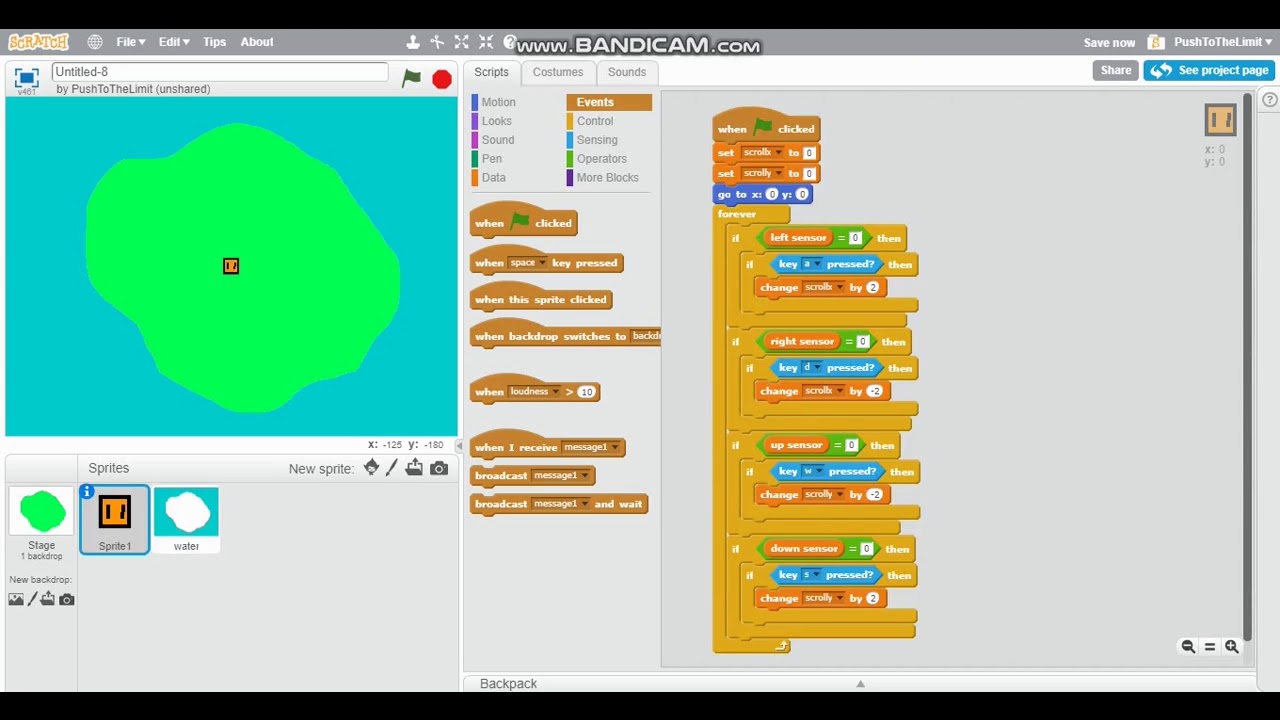 www.BANDICAM.com
SCRATCH File Edit Tips About Save now PushToTheLimit
Untitled-8
by PushToTheLimit (unshared)
v461
Scripts Costumes Sounds
Share See project page
Motion Events
Looks Control
Sound Sensing
Pen Operators
Data More Blocks
when clicked
when space key pressed
when this sprite clicked
when backdrop switches to backdr
when loudness > 10
when I receive message1
broadcast message1
broadcast message1 and wait
when clicked
set scrollx to 0
set scrolly to 0
go to x: 0 y: 0
forever
if left sensor = 0 then
if key a pressed? then
change scrollx by 2
if right sensor = 0 then
if key d pressed? then
change scrollx by -2
if up sensor = 0 then
if key w pressed? then
change scrolly by -2
if down sensor = 0 then
if key s pressed? then
change scrolly by 2
x: 0
y: 0
x: -125 y: -180
Sprites New sprite:
Stage
1 backdrop
Sprite1
water
New backdrop:
Backpack